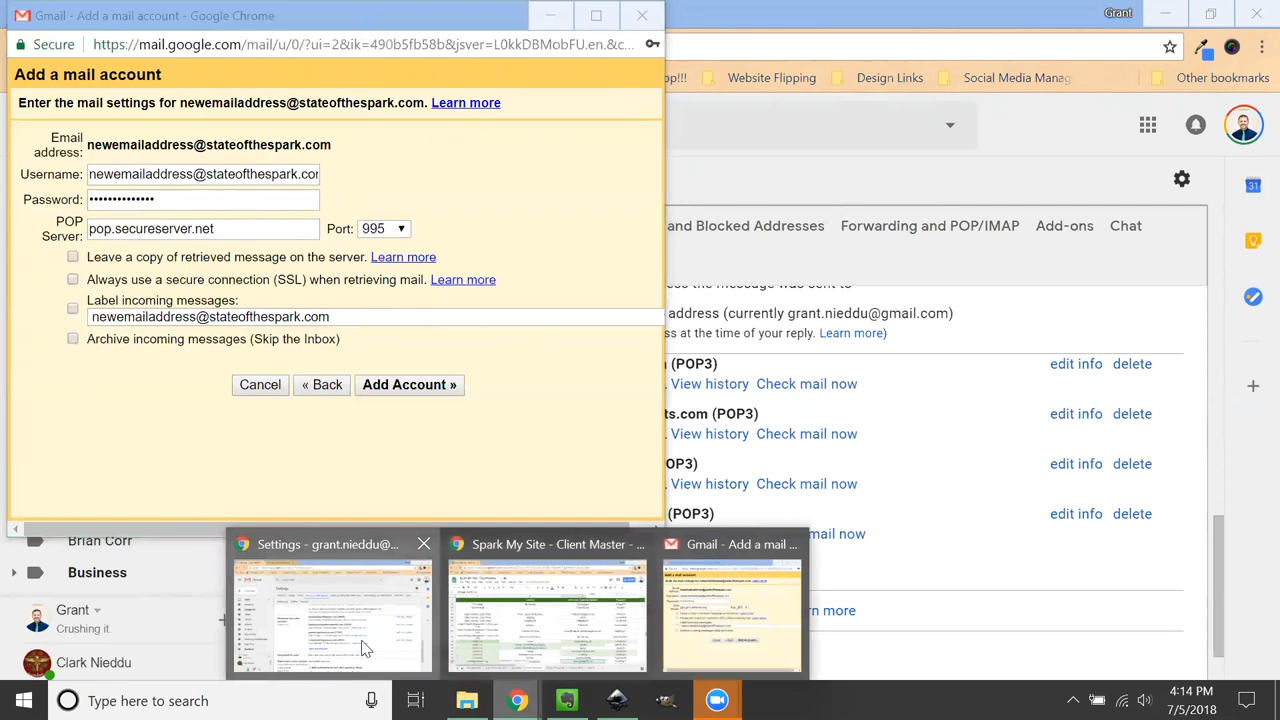 Gmail - Add a mail account - Google Chrome
Grant
Secure
https://mail.google.com/mail/u/0/?ui=2&ik=490b5fb58b&jsver=L0kkDBMobFU.en.&c...
Add a mail account
Website Flipping
Design Links
Social Media Manag
Other bookmarks
Enter the mail settings for newemailaddress@stateofthespark.com. Learn more
Email address: newemailaddress@stateofthespark.com
Username: newemailaddress@stateofthespark.cor
Password: ••••••••••••••
POP Server: pop.secureserver.net Port: 995
Leave a copy of retrieved message on the server. Learn more
Always use a secure connection (SSL) when retrieving mail. Learn more
Label incoming messages:
newemailaddress@stateofthespark.com
Archive incoming messages (Skip the Inbox)
Cancel « Back Add Account »
and Blocked Addresses Forwarding and POP/IMAP Add-ons Chat
31
address (currently grant.nieddu@gmail.com)
ess at the time of your reply. Learn more)
(POP3) edit info delete
. View history Check mail now
ts.com (POP3) edit info delete
. View history Check mail now
OP3) edit info delete
. View history Check mail now
(POP3) edit info delete
ck mail now
rn more
Brian Corr
Business
Grant
Crushing it.
Clark Nieddu
Settings - grant.nieddu@...
Spark My Site - Client Master - ...
Gmail - Add a mail ...
Type here to search
4:14 PM
7/5/2018